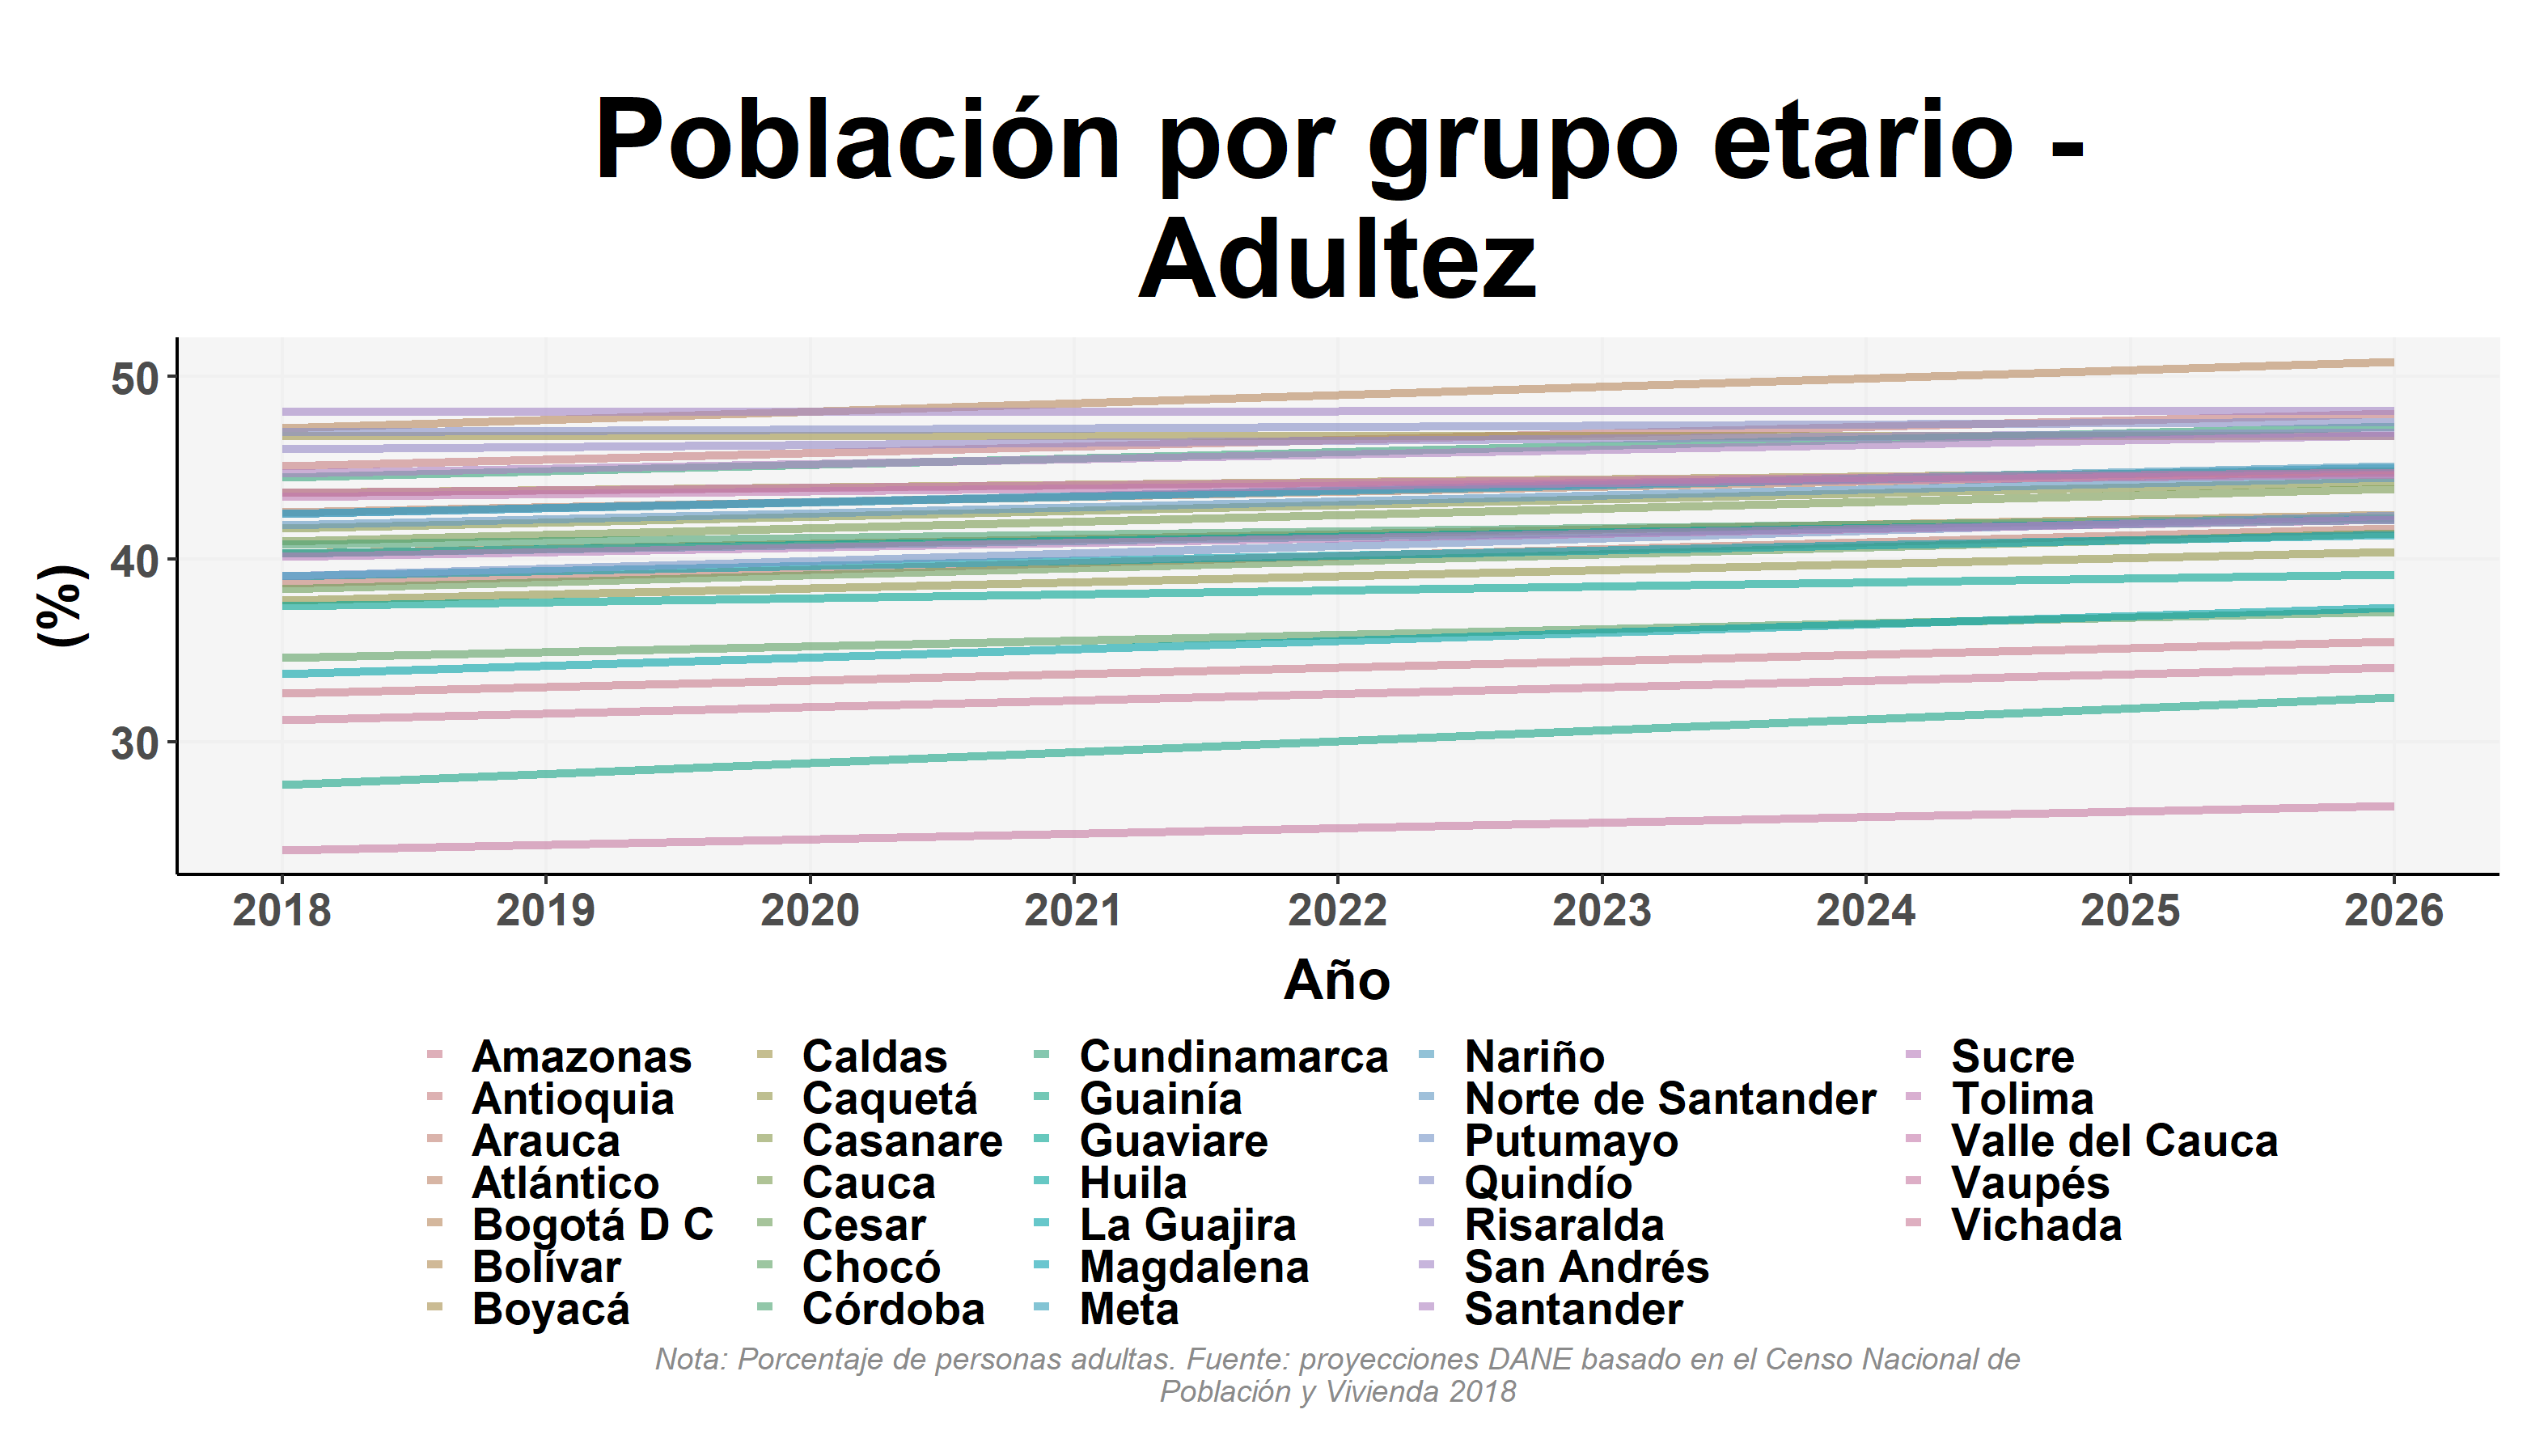 Población por grupo etario -
Adultez
50
40
30
(%)
2018 2019 2020 2021 2022 2023 2024 2025 2026
Año
Amazonas Caldas Cundinamarca Nariño Sucre
Antioquia Caquetá Guainía Norte de Santander Tolima
Arauca Casanare Guaviare Putumayo Valle del Cauca
Atlántico Cauca Huila Quindío Vaupés
Bogotá D C Cesar La Guajira Risaralda Vichada
Bolívar Chocó Magdalena San Andrés
Boyacá Córdoba Meta Santander
Nota: Porcentaje de personas adultas. Fuente: proyecciones DANE basado en el Censo Nacional de
Población y Vivienda 2018